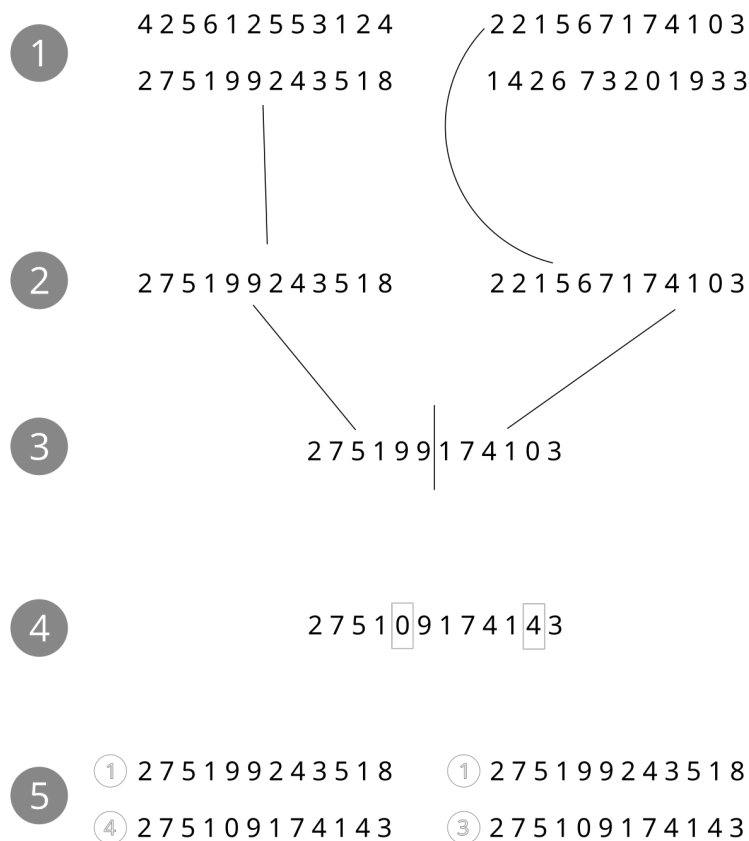 1
4 2 5 6 1 2 5 5 3 1 2 4
2 2 1 5 6 7 1 7 4 1 0 3
2 7 5 1 9 9 2 4 3 5 1 8
1 4 2 6 7 3 2 0 1 9 3 3
2
2 7 5 1 9 9 2 4 3 5 1 8
2 2 1 5 6 7 1 7 4 1 0 3
3
2 7 5 1 9 9 1 7 4 1 0 3
4
2 7 5 1 0 9 1 7 4 1 4 3
5
1 2 7 5 1 9 9 2 4 3 5 1 8
1 2 7 5 1 9 9 2 4 3 5 1 8
4 2 7 5 1 0 9 1 7 4 1 4 3
3 2 7 5 1 0 9 1 7 4 1 4 3